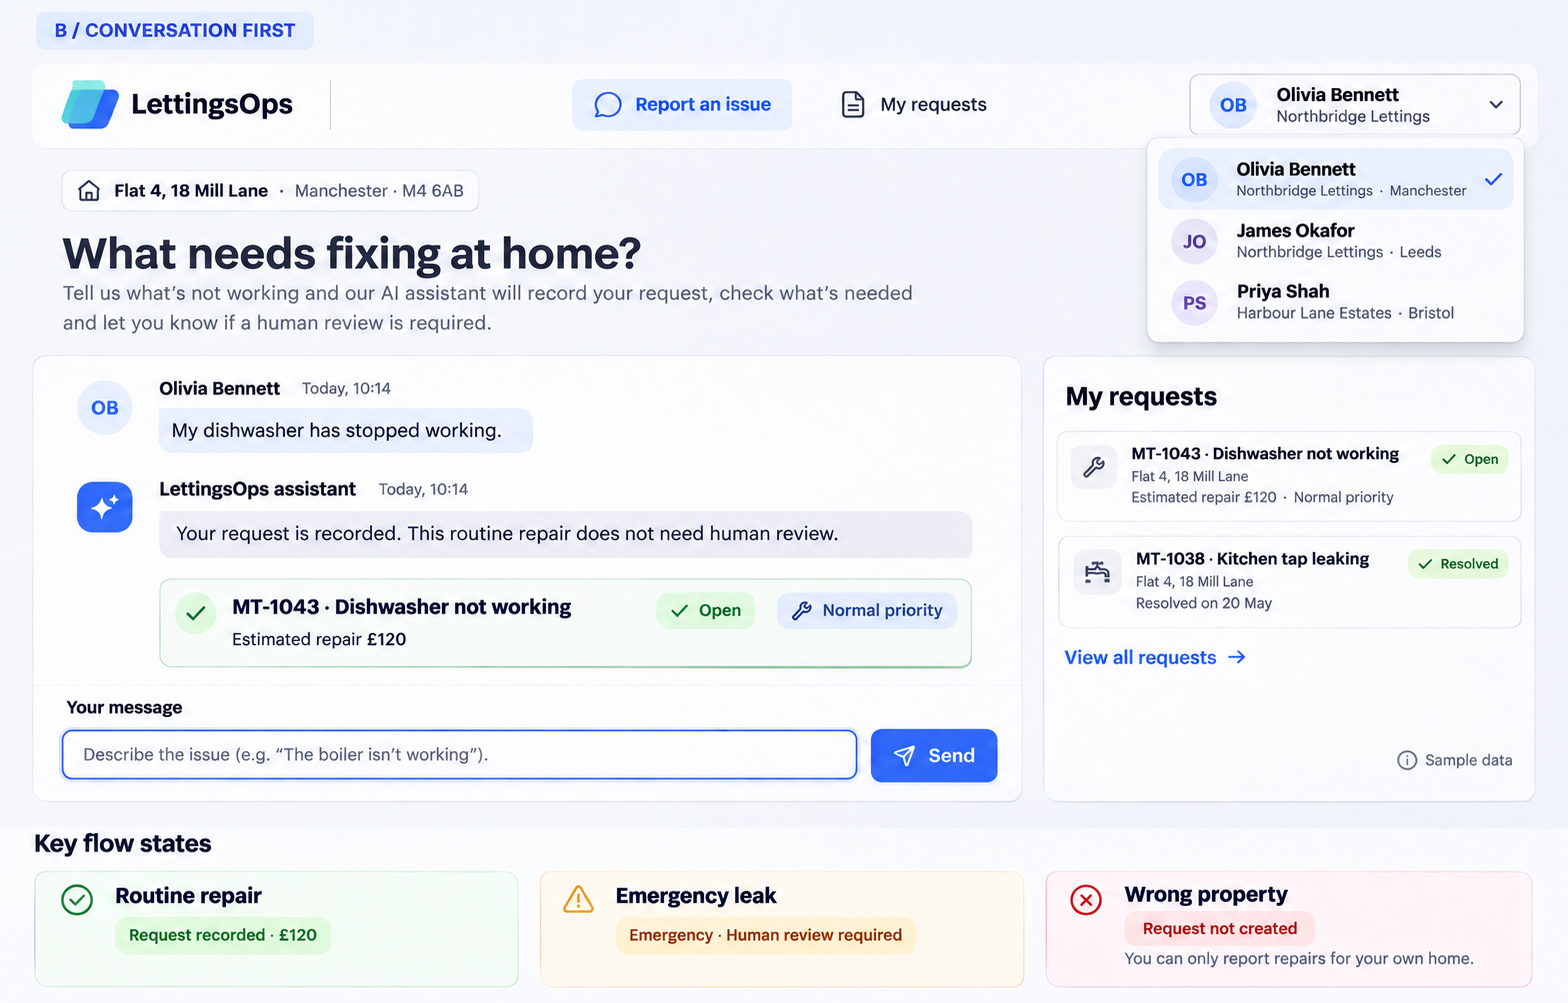 B / CONVERSATION FIRST
LettingsOps
Report an issue
My requests
OB
Olivia Bennett
Northbridge Lettings
OB
Olivia Bennett
Northbridge Lettings · Manchester
JO
James Okafor
Northbridge Lettings · Leeds
PS
Priya Shah
Harbour Lane Estates · Bristol
Flat 4, 18 Mill Lane · Manchester · M4 6AB
What needs fixing at home?
Tell us what’s not working and our AI assistant will record your request, check what’s needed
and let you know if a human review is required.
OB
Olivia Bennett Today, 10:14
My dishwasher has stopped working.
LettingsOps assistant Today, 10:14
Your request is recorded. This routine repair does not need human review.
MT-1043 · Dishwasher not working
Open
Normal priority
Estimated repair £120
Your message
Describe the issue (e.g. “The boiler isn’t working”).
Send
My requests
MT-1043 · Dishwasher not working
Open
Flat 4, 18 Mill Lane
Estimated repair £120 · Normal priority
MT-1038 · Kitchen tap leaking
Resolved
Flat 4, 18 Mill Lane
Resolved on 20 May
View all requests
Sample data
Key flow states
Routine repair
Request recorded · £120
Emergency leak
Emergency · Human review required
Wrong property
Request not created
You can only report repairs for your own home.